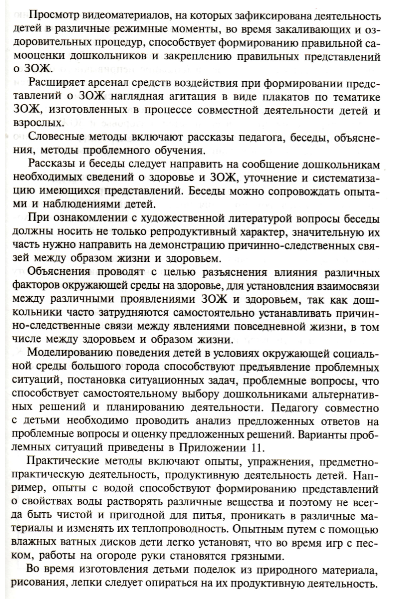 Просмотр видеоматериалов, на которых зафиксирована деятельность
детей в различные режимные моменты, во время закаливающих и оз-
доровительных процедур, способствует формированию правильной са-
мооценки дошкольников и закреплению правильных представлений
о ЗОЖ.
Расширяет арсенал средств воздействия при формировании предс-
тавлений о ЗОЖ наглядная агитация в виде плакатов по тематике
ЗОЖ, изготовленных в процессе совместной деятельности детей и
взрослых.
Словесные методы включают рассказы педагога, беседы, объясне-
ния, методы проблемного обучения.
Рассказы и беседы следует направить на сообщение дошкольникам
необходимых сведений о здоровье и ЗОЖ, уточнение и систематиза-
цию имеющихся представлений. Беседы можно сопровождать опыта-
ми и наблюдениями детей.
При ознакомлении с художественной литературой вопросы беседы
должны носить не только репродуктивный характер, значительную их
часть нужно направить на демонстрацию причинно-следственных свя-
зей между образом жизни и здоровьем.
Объяснения проводят с целью разъяснения влияния различных
факторов окружающей среды на здоровье, для установления взаимосвязи
между различными проявлениями ЗОЖ и здоровьем, так как дош-
кольники часто затрудняются самостоятельно устанавливать причин-
но-следственные связи между явлениями повседневной жизни, в том
числе между здоровьем и образом жизни.
Моделированию поведения детей в условиях окружающей социаль-
ной среды большого города способствуют предъявление проблемных
ситуаций, постановка ситуационных задач, проблемные вопросы, что
способствует самостоятельному выбору дошкольниками альтернатив-
ных решений и планированию деятельности. Педагогу совместно
с детьми необходимо проводить анализ предложенных ответов на
проблемные вопросы и оценку предложенных решений. Варианты проб-
лемных ситуаций приведены в Приложении 11.
Практические методы включают опыты, упражнения, предметно-
практическую деятельность, продуктивную деятельность детей. Нап-
ример, опыты с водой способствуют формированию представлений
о свойствах воды растворять различные вещества и поэтому не всег-
да быть чистой и пригодной для питья, проникать в различные ма-
териалы и изменять их теплопроводность. Опытным путем с помощью
влажных ватных дисков дети легко установят, что во время игр с пес-
ком, работы на огороде руки становятся грязными.
Во время изготовления детьми поделок из природного материала,
рисования, лепки следует опираться на их продуктивную деятельность.